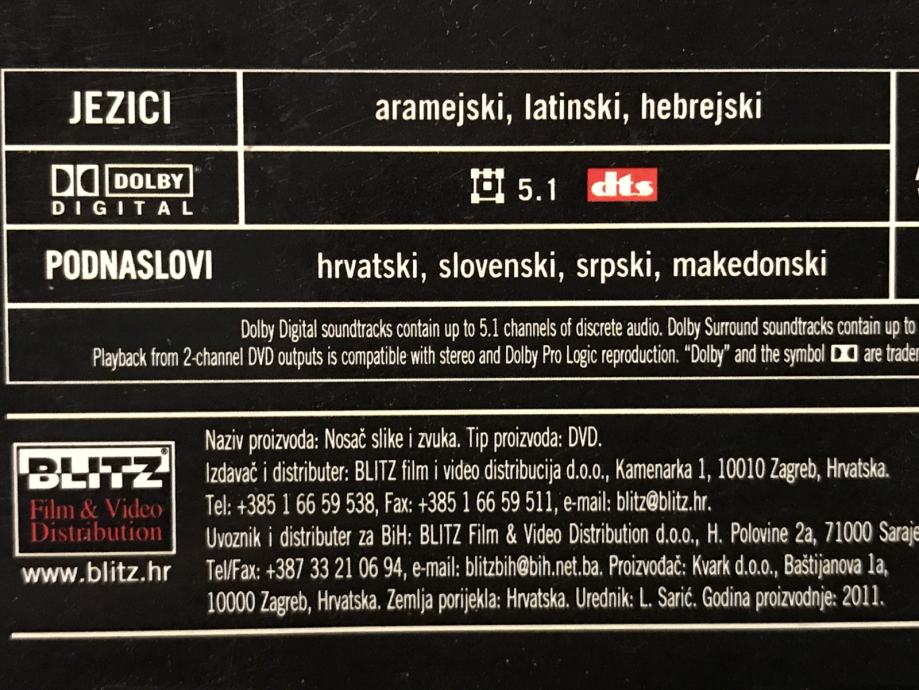 JEZICI
aramejski, latinski, hebrejski
DOLBY
DIGITAL
5.1 dts
PODNASLOVI
hrvatski, slovenski, srpski, makedonski
Dolby Digital soundtracks contain up to 5.1 channels of discrete audio. Dolby Surround soundtracks contain up to
Playback from 2-channel DVD outputs is compatible with stereo and Dolby Pro Logic reproduction. “Dolby” and the symbol are
BLITZ®
Film & Video
Distribution
www.blitz.hr
Naziv proizvoda: Nosač slike i zvuka. Tip proizvoda: DVD.
Izdavač i distributer: BLITZ film i video distribucija d.o.o., Kamenarka 1, 10010 Zagreb, Hrvatska.
Tel: +385 1 66 59 538, Fax: +385 1 66 59 511, e-mail: blitz@blitz.hr.
Uvoznik i distributer za BiH: BLITZ Film & Video Distribution d.o.o., H. Polovine 2a, 71000
Tel/Fax: +387 33 21 06 94, e-mail: blitzbih@bih.net.ba. Proizvođač: Kvark d.o.o., Baštijanova 1a,
10000 Zagreb, Hrvatska. Zemlja porijekla: Hrvatska. Urednik: L. Sarić. Godina proizvodnje: 2011.